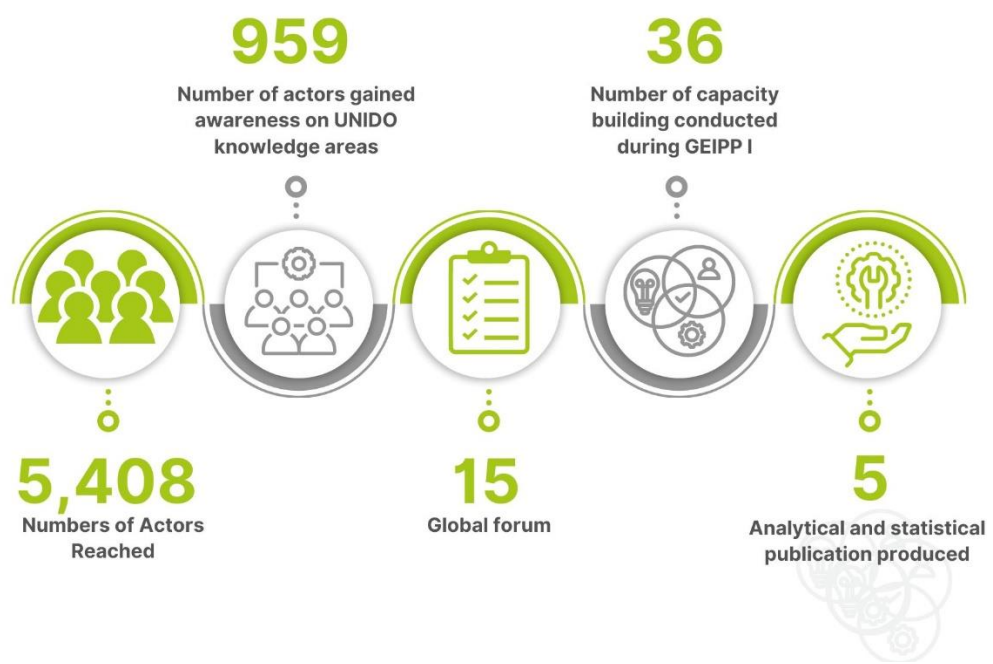 959
Number of actors gained
awareness on UNIDO
knowledge areas
36
Number of capacity
building conducted
during GEIPP I
5,408
Numbers of Actors
Reached
15
Global forum
5
Analytical and statistical
publication produced